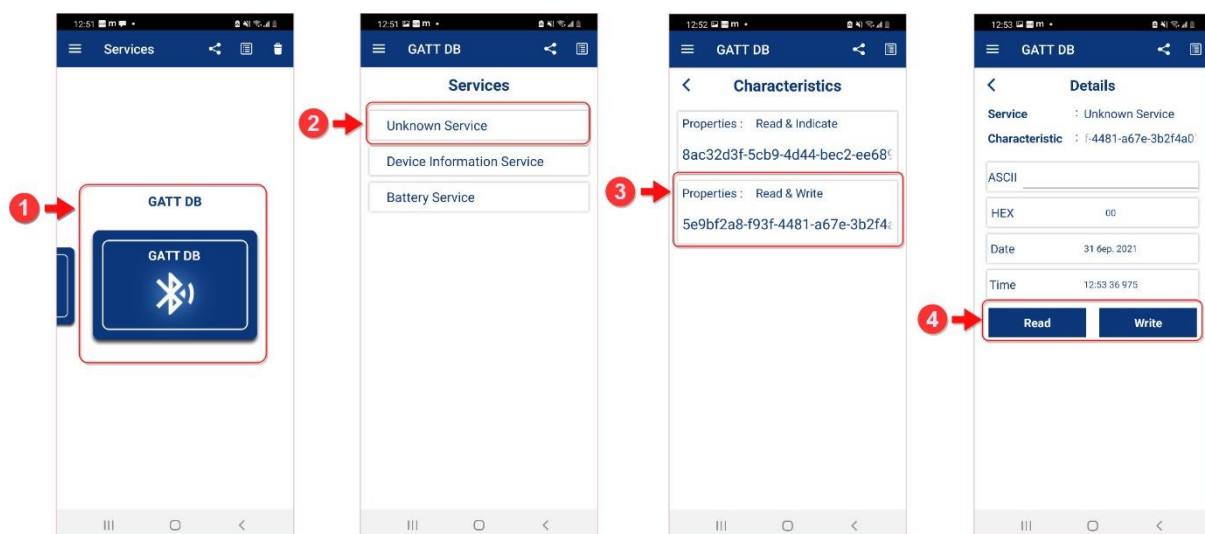 12:51 m
Services
1
GATT DB
GATT DB
12:51 m
GATT DB
Services
2
Unknown Service
Device Information Service
Battery Service
12:52 m
GATT DB
Characteristics
Properties : Read & Indicate
8ac32d3f-5cb9-4d44-bec2-ee689
3
Properties : Read & Write
5e9bf2a8-f93f-4481-a67e-3b2f4a
12:53 m
GATT DB
Details
Service : Unknown Service
Characteristic : f-4481-a67e-3b2f4a0
ASCII
HEX 00
Date 31 бер. 2021
Time 12:53 36 975
4
Read Write